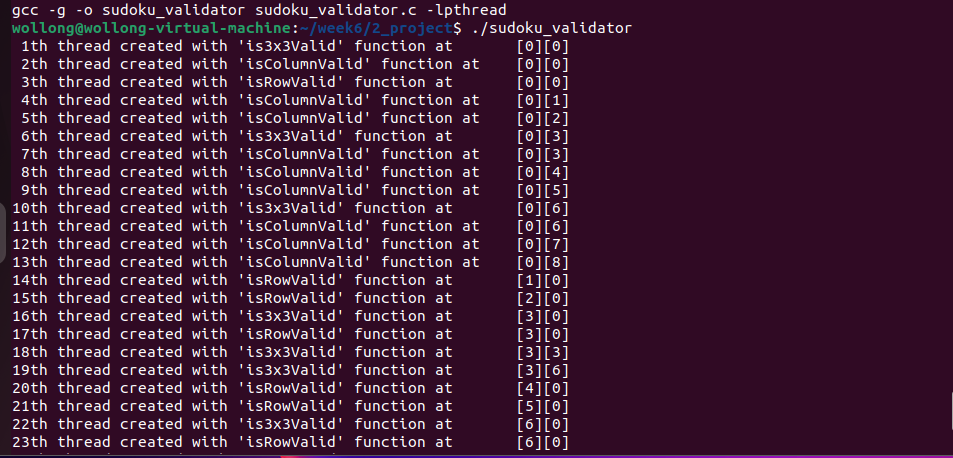 gcc -g -o sudoku_validator sudoku_validator.c -lpthread
wollong@wollong-virtual-machine:~/week6/2_project$ ./sudoku_validator
1th thread created with 'is3x3Valid' function at [0][0]
2th thread created with 'isColumnValid' function at [0][0]
3th thread created with 'isRowValid' function at [0][0]
4th thread created with 'isColumnValid' function at [0][1]
5th thread created with 'isColumnValid' function at [0][2]
6th thread created with 'is3x3Valid' function at [0][3]
7th thread created with 'isColumnValid' function at [0][3]
8th thread created with 'isColumnValid' function at [0][4]
9th thread created with 'isColumnValid' function at [0][5]
10th thread created with 'is3x3Valid' function at [0][6]
11th thread created with 'isColumnValid' function at [0][6]
12th thread created with 'isColumnValid' function at [0][7]
13th thread created with 'isColumnValid' function at [0][8]
14th thread created with 'isRowValid' function at [1][0]
15th thread created with 'isRowValid' function at [2][0]
16th thread created with 'is3x3Valid' function at [3][0]
17th thread created with 'isRowValid' function at [3][0]
18th thread created with 'is3x3Valid' function at [3][3]
19th thread created with 'is3x3Valid' function at [3][6]
20th thread created with 'isRowValid' function at [4][0]
21th thread created with 'isRowValid' function at [5][0]
22th thread created with 'is3x3Valid' function at [6][0]
23th thread created with 'isRowValid' function at [6][0]